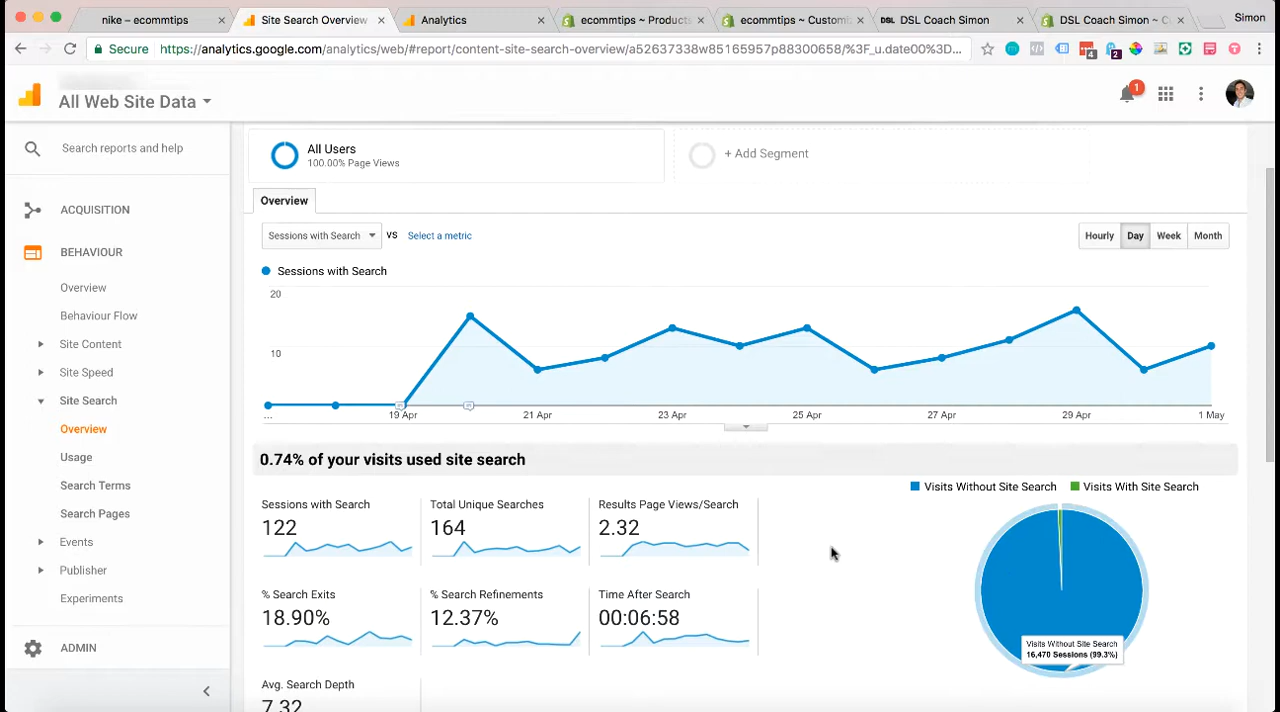 nike – ecommtips
Site Search Overview
Analytics
ecommtips ~ Products
ecommtips ~ Customi
DSL DSL Coach Simon
DSL Coach Simon ~ C
Simon
Secure
https://analytics.google.com/analytics/web/#report/content-site-search-overview/a52637338w85165957p88300658/%3F_u.date00%3D...
4
2
All Web Site Data
1
Search reports and help
All Users
100.00% Page Views
+ Add Segment
ACQUISITION
Overview
BEHAVIOUR
Sessions with Search
VS
Select a metric
Hourly
Day
Week
Month
Overview
Behaviour Flow
Site Content
Site Speed
Site Search
Overview
Usage
Search Terms
Search Pages
Events
Publisher
Experiments
ADMIN
Sessions with Search
20
10
...
19 Apr
21 Apr
23 Apr
25 Apr
27 Apr
29 Apr
1 May
0.74% of your visits used site search
Visits Without Site Search
Visits With Site Search
Sessions with Search
122
Total Unique Searches
164
Results Page Views/Search
2.32
% Search Exits
18.90%
% Search Refinements
12.37%
Time After Search
00:06:58
Avg. Search Depth
7.32
Visits Without Site Search
16,470 Sessions (99.3%)